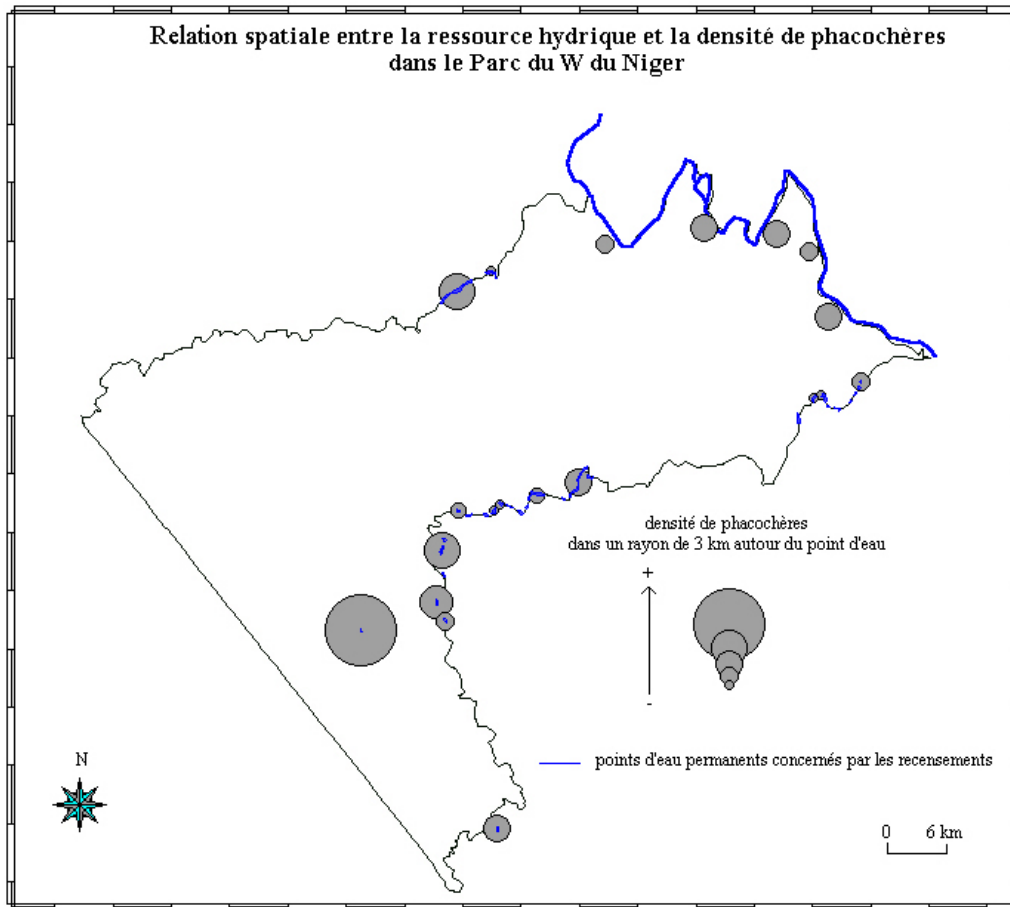 Relation spatiale entre la ressource hydrique et la densité de phacochères
dans le Parc du W du Niger
densité de phacochères
dans un rayon de 3 km autour du point d'eau
+
-
points d'eau permanents concernés par les recensements
N
0 6 km